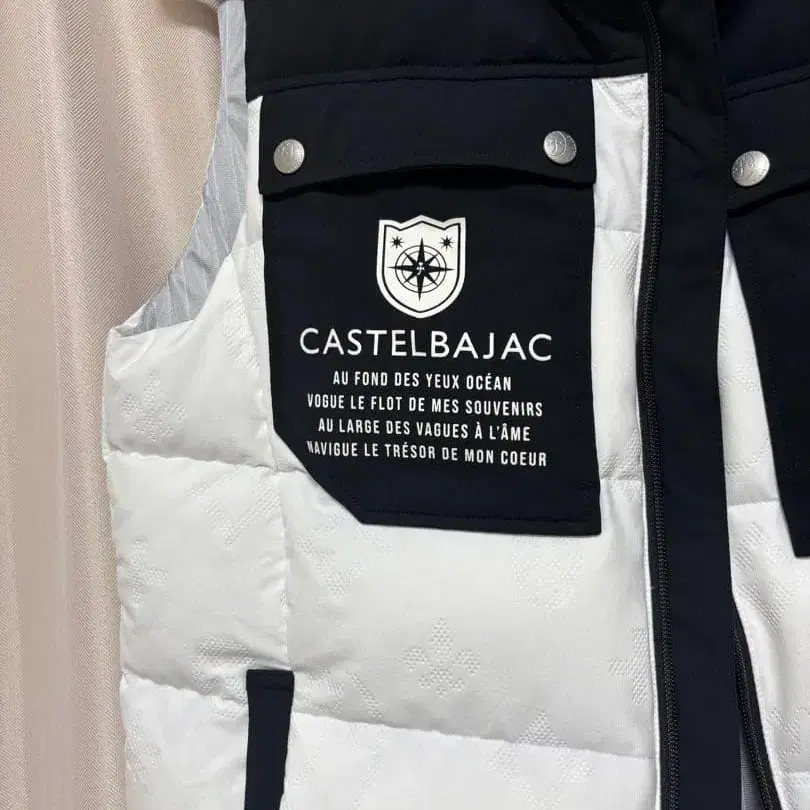 CASTELBAJAC
AU FOND DES YEUX OCÉAN
VOGUE LE FLOT DE MES SOUVENIRS
AU LARGE DES VAGUES À L'ÂME
NAVIGUE LE TRÉSOR DE MON COEUR